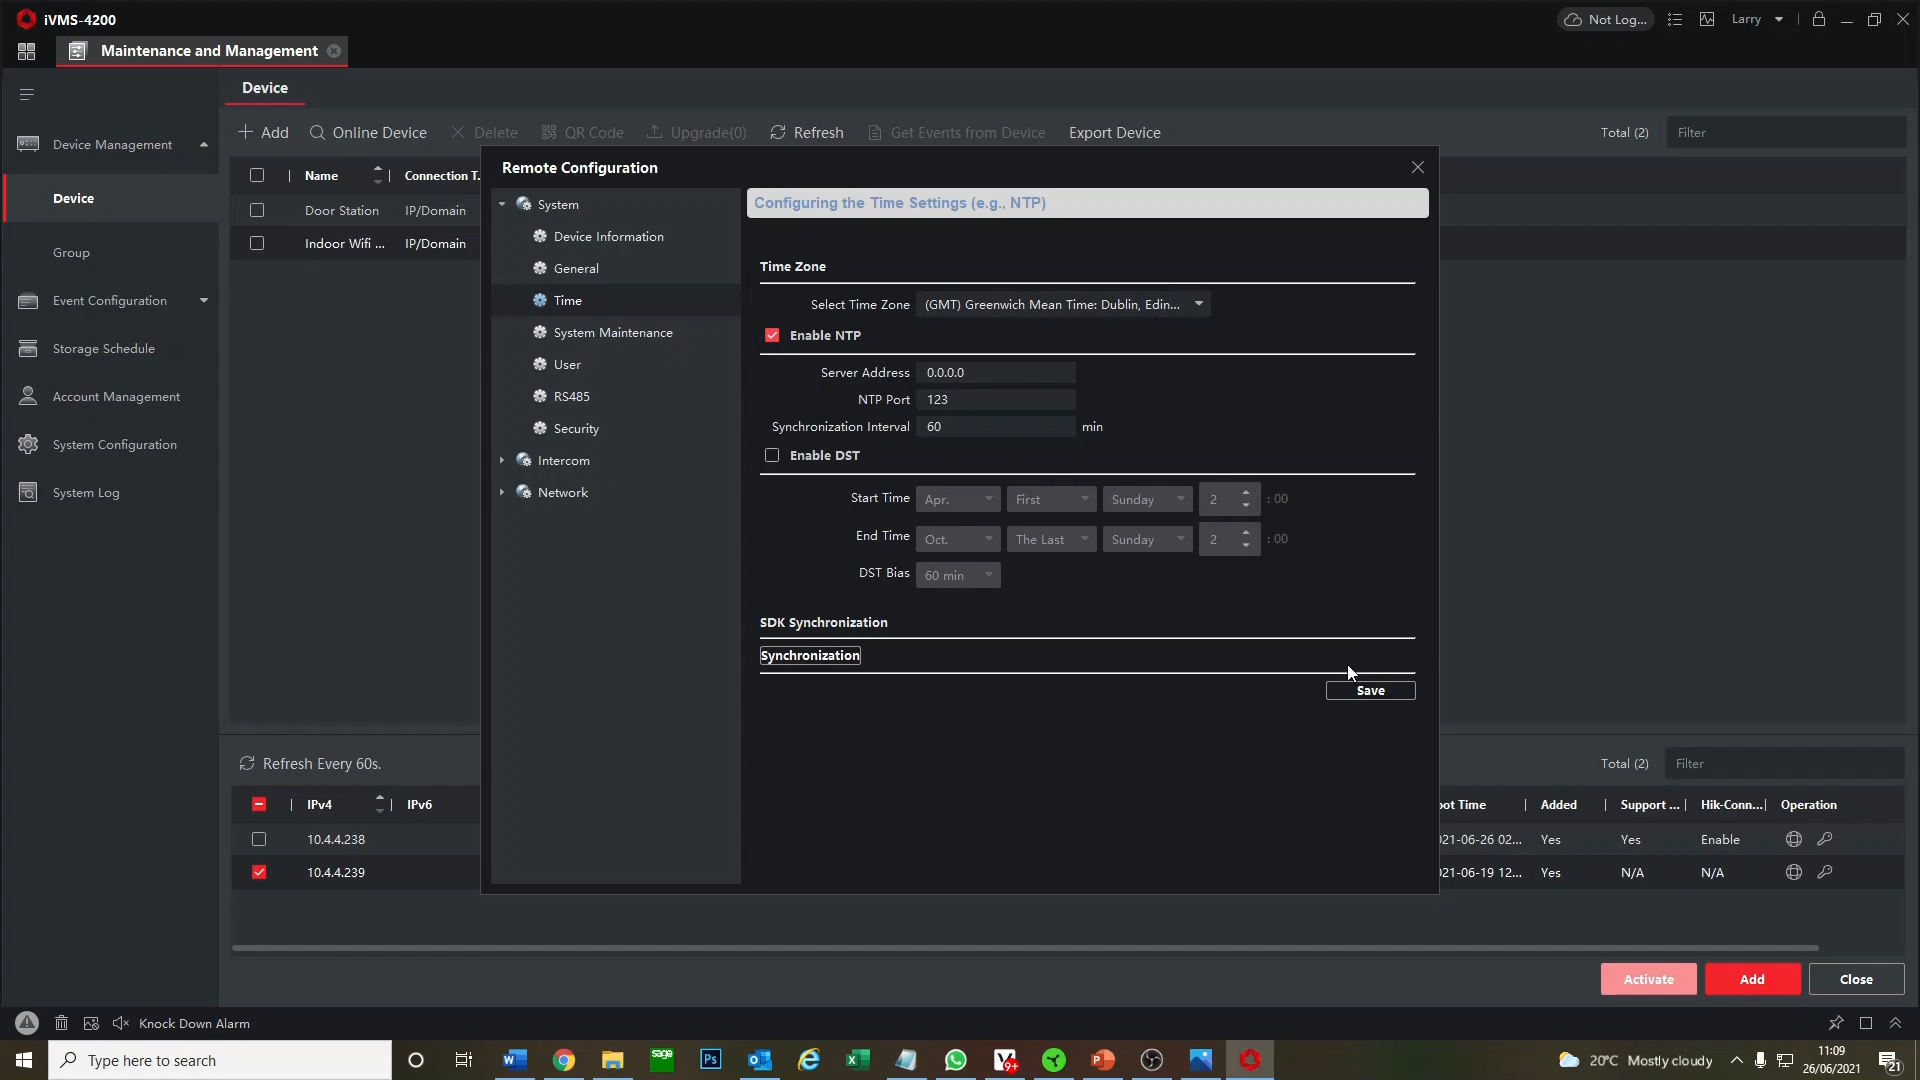 iVMS-4200
Not Log...
Larry
Maintenance and Management
Device
Add
Online Device
Delete
QR Code
Upgrade(0)
Refresh
Get Events from Device
Export Device
Total (2)
Filter
Device Management
Device
Group
Event Configuration
Storage Schedule
Account Management
System Configuration
System Log
Name
Connection T.
Door Station
IP/Domain
Indoor Wifi ...
IP/Domain
Remote Configuration
System
Device Information
General
Time
System Maintenance
User
RS485
Security
Intercom
Network
Configuring the Time Settings (e.g., NTP)
Time Zone
Select Time Zone (GMT) Greenwich Mean Time: Dublin, Edin...
Enable NTP
Server Address 0.0.0.0
NTP Port 123
Synchronization Interval 60 min
Enable DST
Start Time Apr. First Sunday 2 : 00
End Time Oct. The Last Sunday 2 : 00
DST Bias 60 min
SDK Synchronization
Synchronization
Save
Refresh Every 60s.
Total (2)
Filter
IPv4 IPv6
oot Time Added Support ... Hik-Conn... Operation
10.4.4.238
)21-06-26 02... Yes Yes Enable
10.4.4.239
)21-06-19 12... Yes N/A N/A
Activate
Add
Close
Knock Down Alarm
Type here to search
sage
Ps
9+
20°C Mostly cloudy
11:09
26/06/2021
21